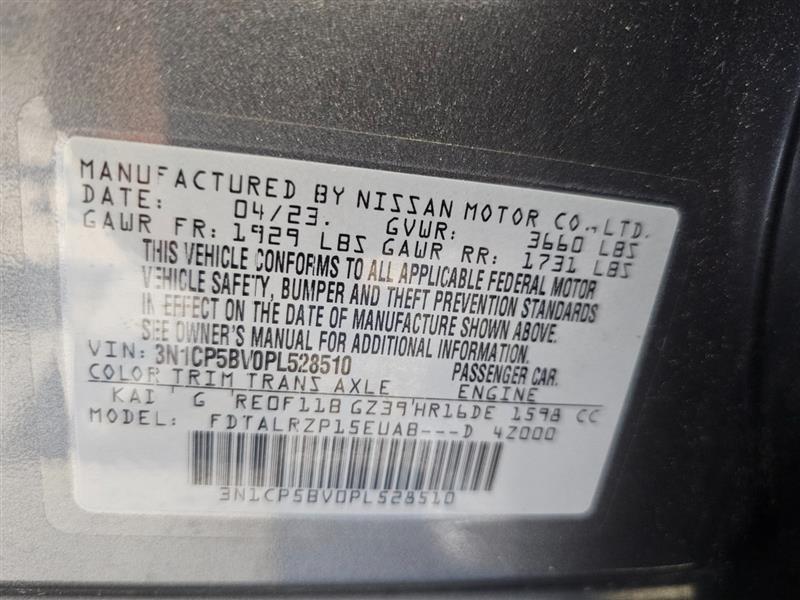 MANUFACTURED BY NISSAN MOTOR CO.,LTD.
DATE: 04/23. GVWR: 3660 LBS
GAWR FR: 1929 LBS GAWR RR: 1731 LBS
THIS VEHICLE CONFORMS TO ALL APPLICABLE FEDERAL MOTOR
VEHICLE SAFETY, BUMPER AND THEFT PREVENTION STANDARDS
IN EFFECT ON THE DATE OF MANUFACTURE SHOWN ABOVE.
SEE OWNER'S MANUAL FOR ADDITIONAL INFORMATION.
VIN: 3N1CP5BV0PL528510 PASSENGER CAR.
COLOR TRIM TRANS AXLE ENGINE
KAI G RE0F11B GZ39 HR16DE 1598 CC
MODEL: FDTALRZP15EUAB---D 4Z000
3N1CP5BV0PL528510